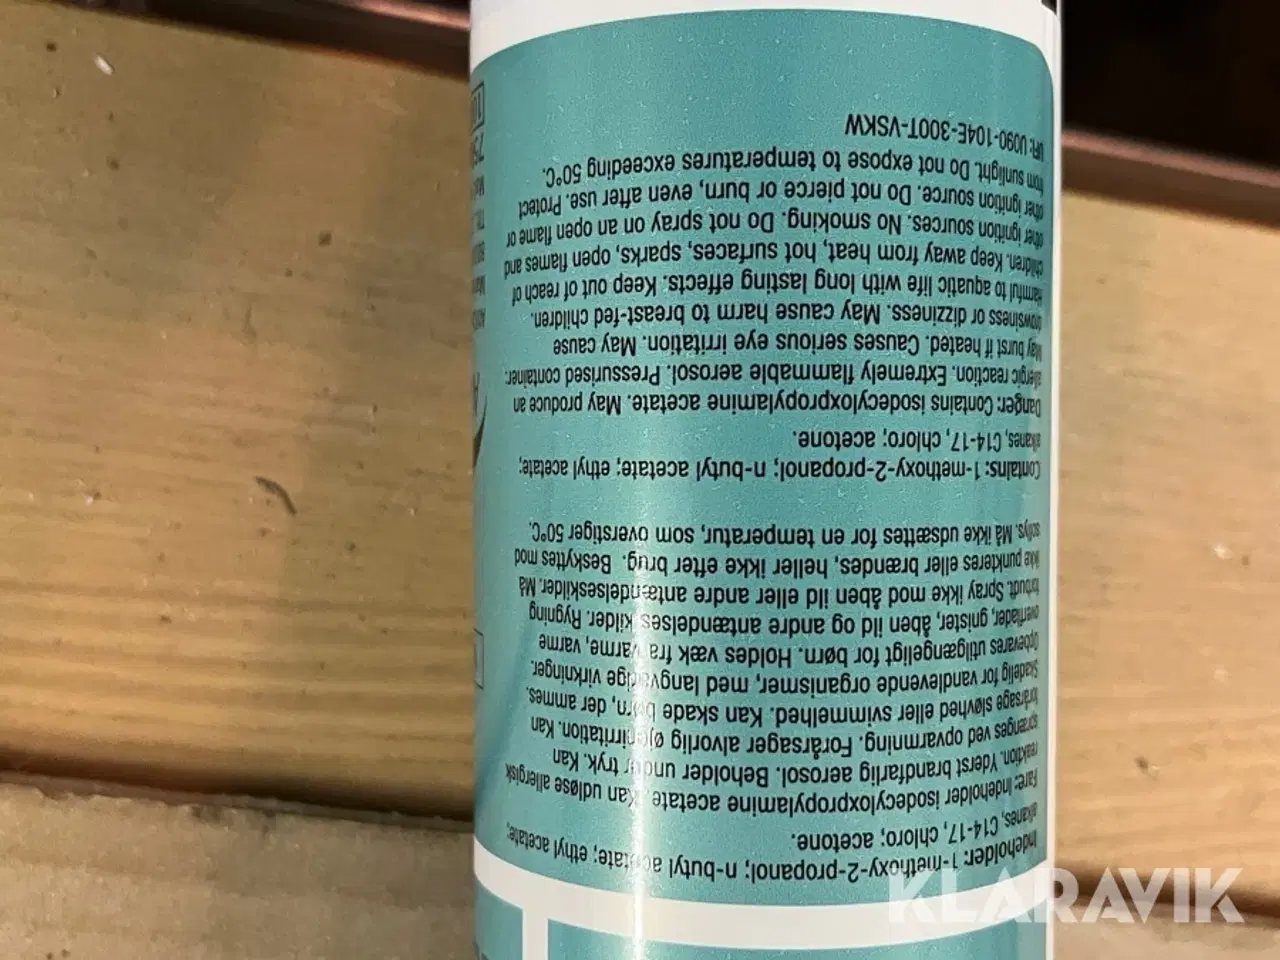 Indeholder: 1-methoxy-2-propanol; n-butyl acetate; ethyl acetate;
alkanes, C14-17, chloro; acetone.
Fare: Indeholder isodecyloxypropylamine acetate. Kan udløse allergisk
reaktion. Yderst brandfarlig aerosol. Beholder under tryk. Kan
sprænges ved opvarmning. Forårsager alvorlig øjenirritation. Kan
forårsage sløvhed eller svimmelhed. Kan skade børn, der ammes.
Skadelig for vandlevende organismer, med langvarige virkninger.
Opbevares utilgængeligt for børn. Holdes væk fra varme, varme
overflader, gnister, åben ild og andre antændelseskilder. Rygning
forbudt. Spray ikke mod åben ild eller andre antændelseskilder. Må
ikke punkteres eller brændes, heller ikke efter brug. Beskyttes mod
sollys. Må ikke udsættes for en temperatur, som overstiger 50°C.
Contains: 1-methoxy-2-propanol; n-butyl acetate; ethyl acetate;
alkanes, C14-17, chloro; acetone.
Danger: Contains isodecyloxypropylamine acetate. May produce an
allergic reaction. Extremely flammable aerosol. Pressurised container:
May burst if heated. Causes serious eye irritation. May cause
drowsiness or dizziness. May cause harm to breast-fed children.
Harmful to aquatic life with long lasting effects. Keep out of reach of
children. Keep away from heat, hot surfaces, sparks, open flames and
other ignition sources. No smoking. Do not spray on an open flame or
other ignition source. Do not pierce or burn, even after use. Protect
from sunlight. Do not expose to temperatures exceeding 50°C.
UFI: U090-104E-300T-VSKW
KLARAVIK